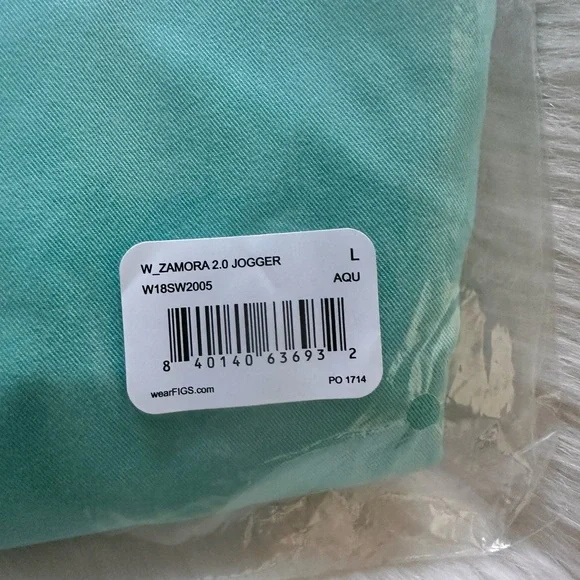 W_ZAMORA 2.0 JOGGER L
W18SW2005 AQU
8 40140 63693 2
wearFIGS.com PO 1714